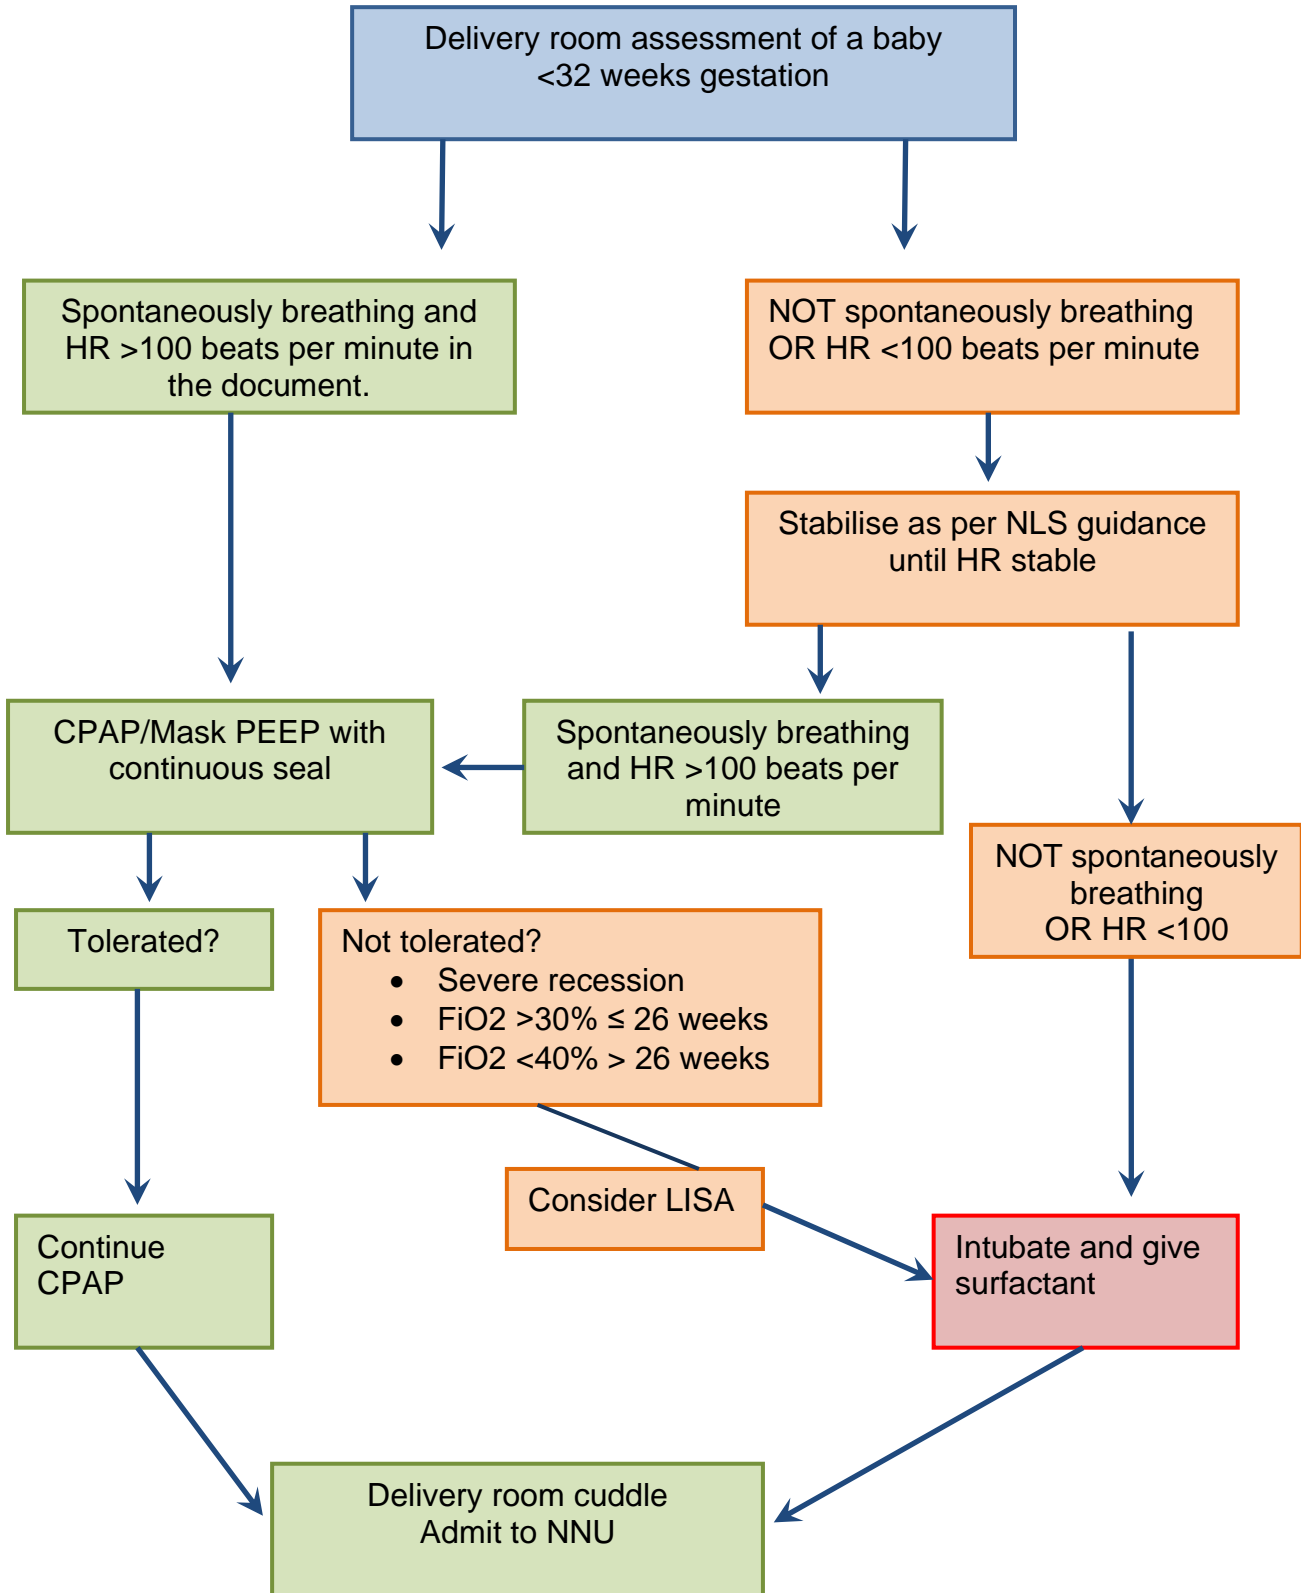 Delivery room assessment of a baby
<32 weeks gestation
Spontaneously breathing and
HR >100 beats per minute in
the document.
NOT spontaneously breathing
OR HR <100 beats per minute
Stabilise as per NLS guidance
until HR stable
CPAP/Mask PEEP with
continuous seal
Spontaneously breathing
and HR >100 beats per
minute
NOT spontaneously
breathing
OR HR <100
Tolerated?
Not tolerated?
• Severe recession
• FiO2 >30% ≤ 26 weeks
• FiO2 <40% > 26 weeks
Consider LISA
Continue
CPAP
Intubate and give
surfactant
Delivery room cuddle
Admit to NNU